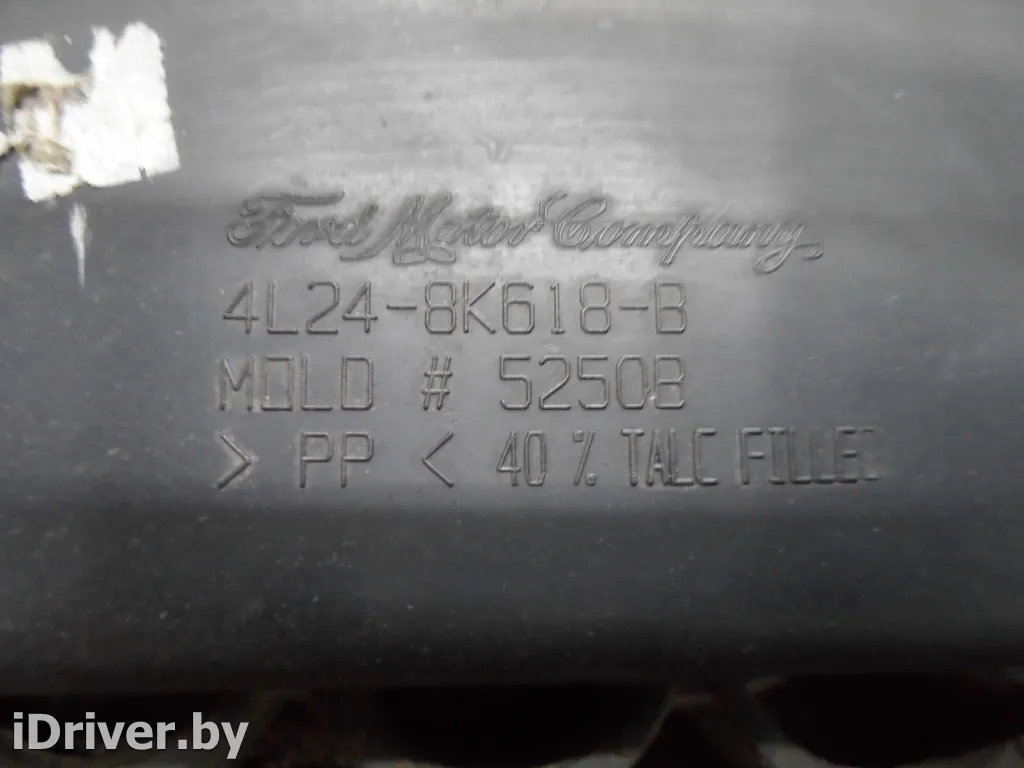 Ford Motor Company
4L24-8K618-B
MOLD # 5250B
> PP < 40 % TALC FILLED
iDriver.by